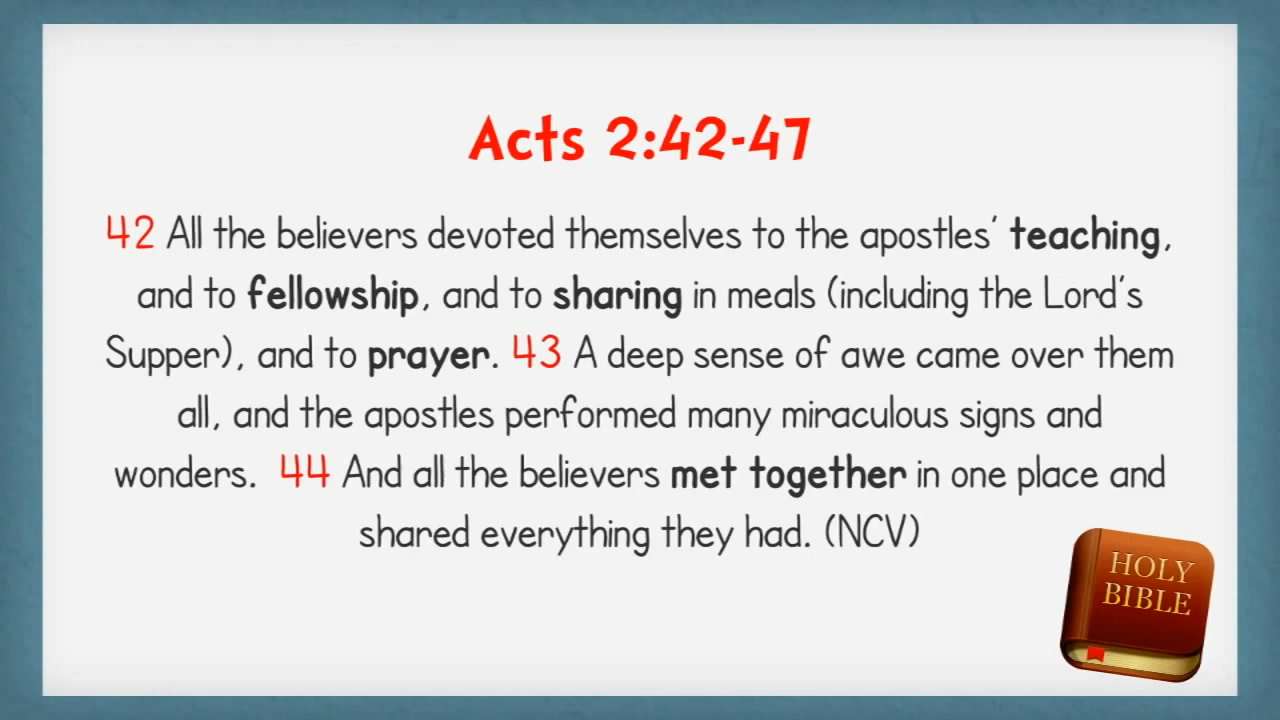 Acts 2:42-47
42 All the believers devoted themselves to the apostles’ teaching,
and to fellowship, and to sharing in meals (including the Lord’s
Supper), and to prayer. 43 A deep sense of awe came over them
all, and the apostles performed many miraculous signs and
wonders. 44 And all the believers met together in one place and
shared everything they had. (NCV)
HOLY
BIBLE